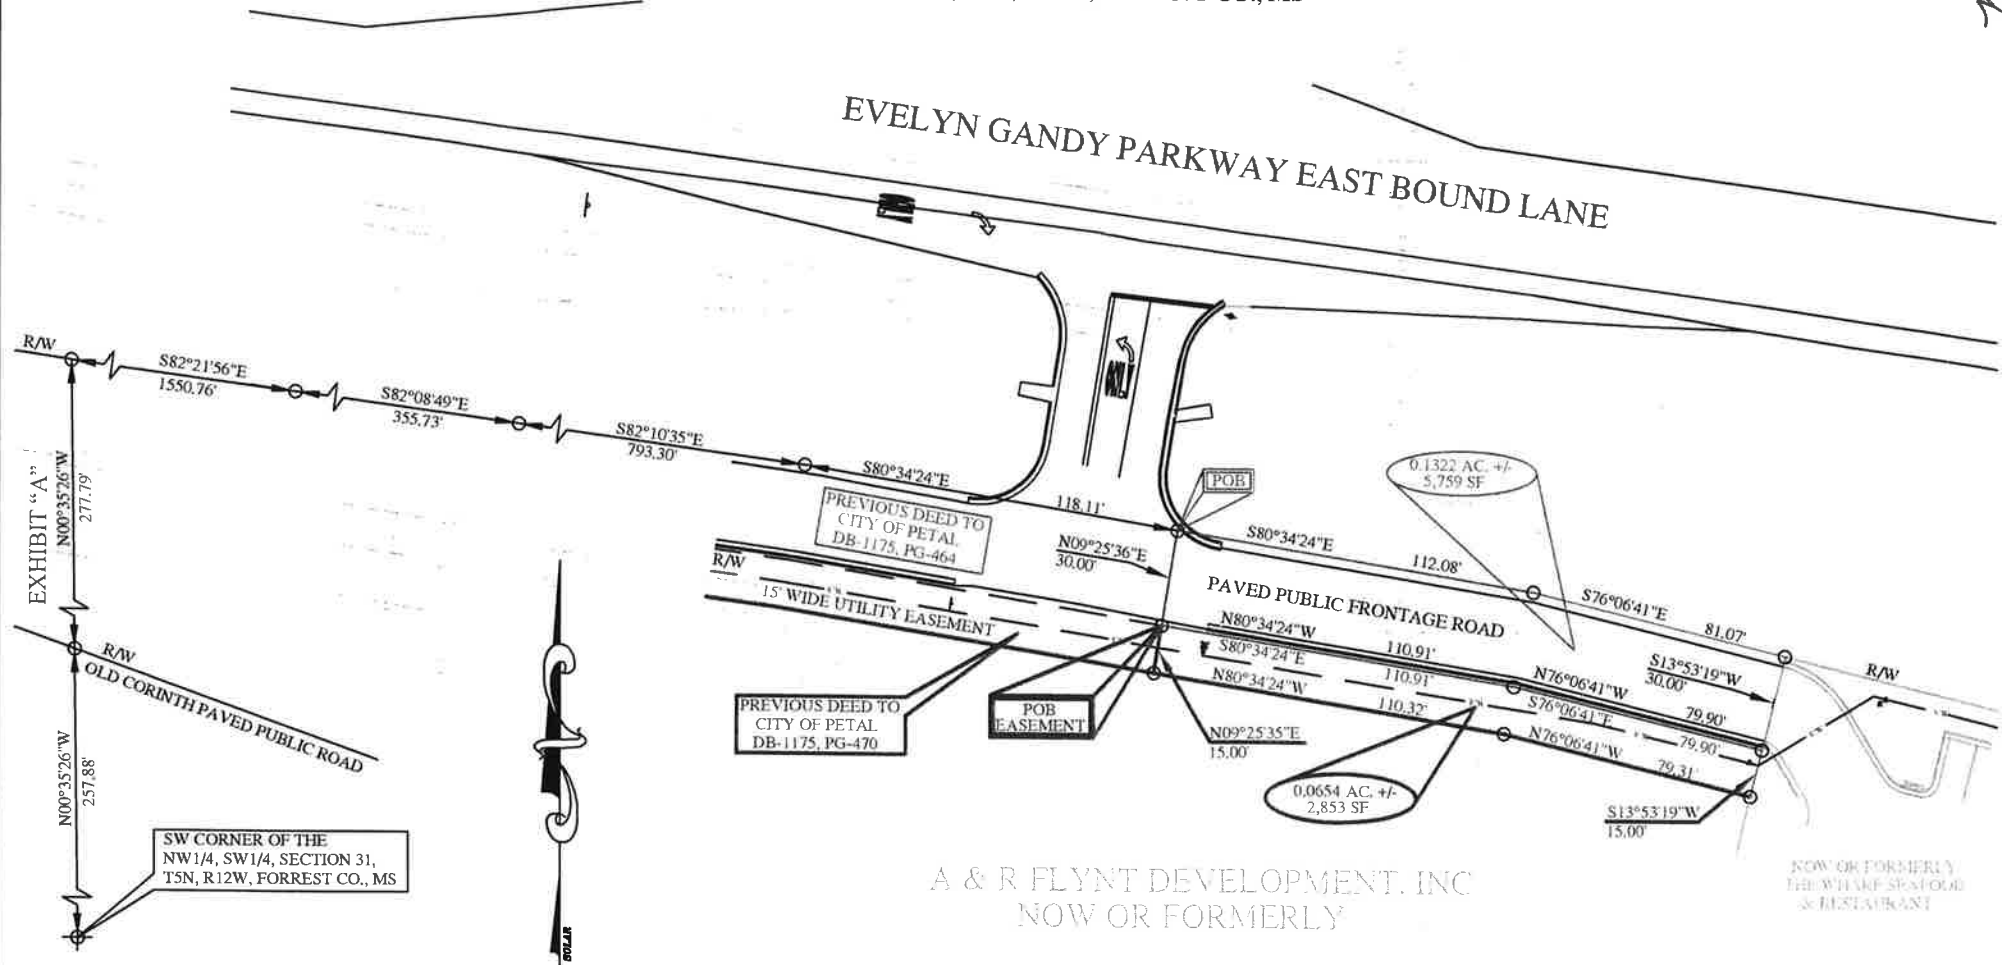 EVELYN GANDY PARKWAY EAST BOUND LANE
R/W
S82°21'56"E
1550.76'
S82°08'49"E
355.73'
S82°10'35"E
793.30'
S80°34'24"E
118.11'
EXHIBIT "A"
N00°35'26"W
277.79'
R/W
OLD CORINTH PAVED PUBLIC ROAD
N00°35'26"W
257.88'
SW CORNER OF THE
NW1/4, SW1/4, SECTION 31,
T5N, R12W, FORREST CO., MS
SOLAR
PREVIOUS DEED TO
CITY OF PETAL
DB-1175, PG-464
R/W
15' WIDE UTILITY EASEMENT
N09°25'36"E
30.00'
POB
0.1322 AC. +/-
5,759 SF
S80°34'24"E
112.08'
S76°06'41"E
81.07'
PAVED PUBLIC FRONTAGE ROAD
N80°34'24"W
110.91'
S80°34'24"E
110.91'
N80°34'24"W
110.32'
N76°06'41"W
79.90'
S76°06'41"E
79.90'
N76°06'41"W
79.31'
S13°53'19"W
30.00'
R/W
PREVIOUS DEED TO
CITY OF PETAL
DB-1175, PG-470
POB
EASEMENT
N09°25'35"E
15.00'
0.0654 AC. +/-
2,853 SF
S13°53'19"W
15.00'
A & R FLYNT DEVELOPMENT, INC
NOW OR FORMERLY
NOW OR FORMERLY
THE WHARF SEAFOOD
& RESTAURANT